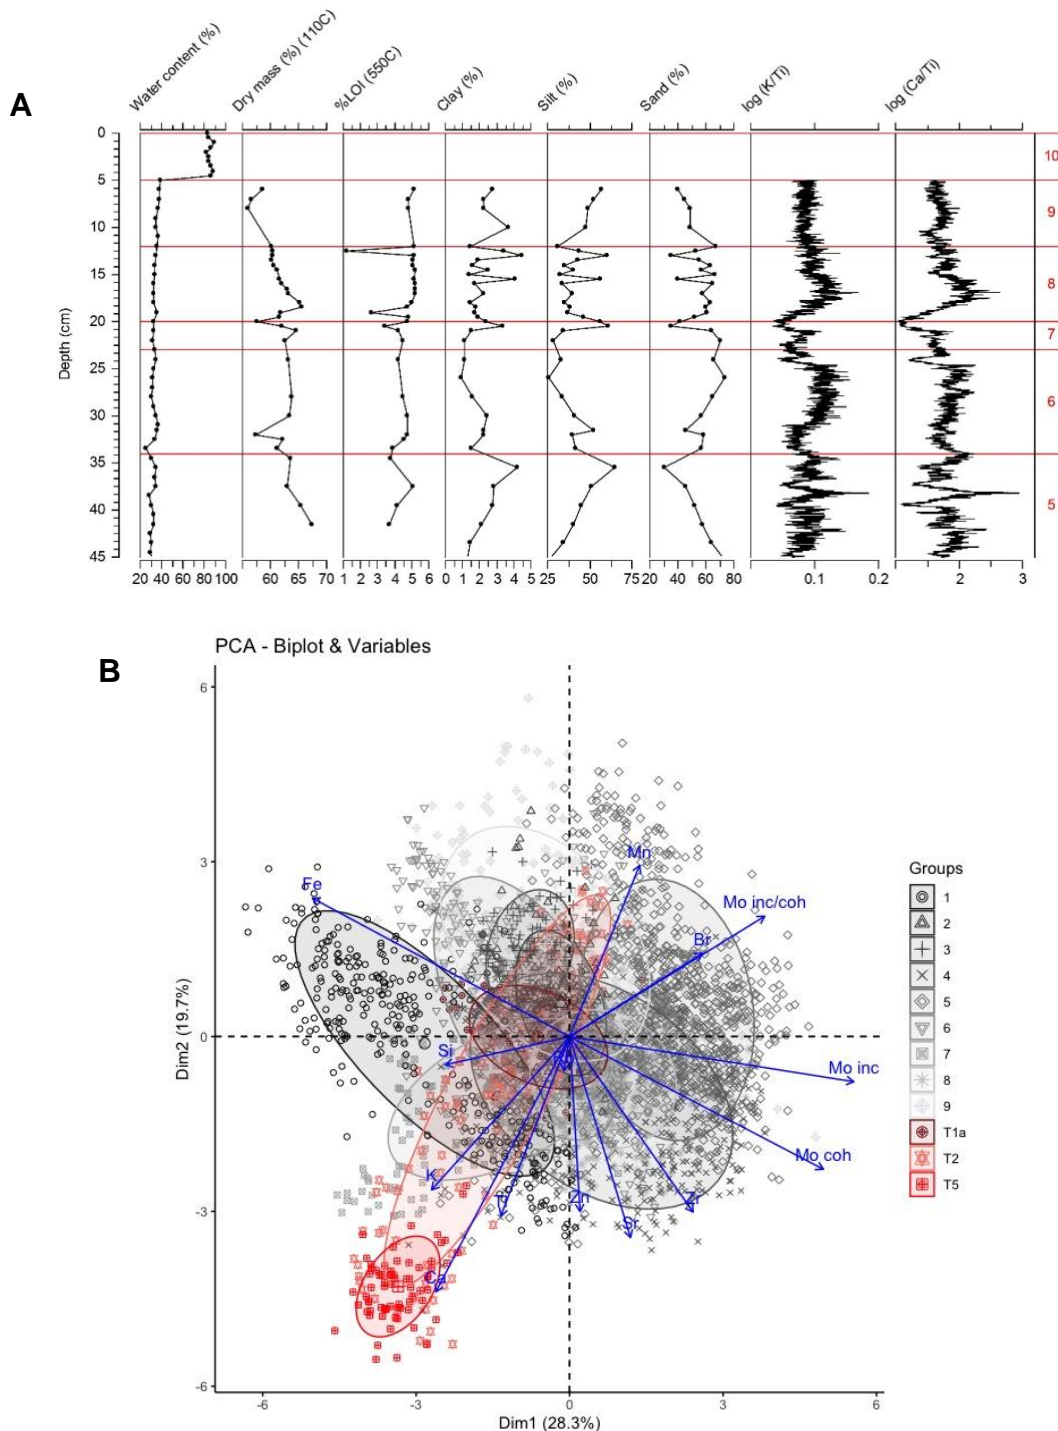 A
Water content (%)
Dry mass (%) (110C)
%LOI (550C)
Clay (%)
Silt (%)
Sand (%)
log (K/Ti)
log (Ca/Ti)
Depth (cm)
0
5
10
15
20
25
30
35
40
45
10
9
8
7
6
5
20 40 60 80 100
55 60 65 70
1 2 3 4 5 6
0 1 2 3 4 5
25 50 75
20 40 60 80
0.1 0.2
2 3
B
PCA - Biplot & Variables
Dim2 (19.7%)
6
3
0
-3
-6
Fe
Mn
Mo inc/coh
Br
Si
Mo inc
Mo coh
K
Ti
Zn
Sr
Zr
Ca
-6 -3 0 3 6
Dim1 (28.3%)
Groups
1
2
3
4
5
6
7
8
9
T1a
T2
T5